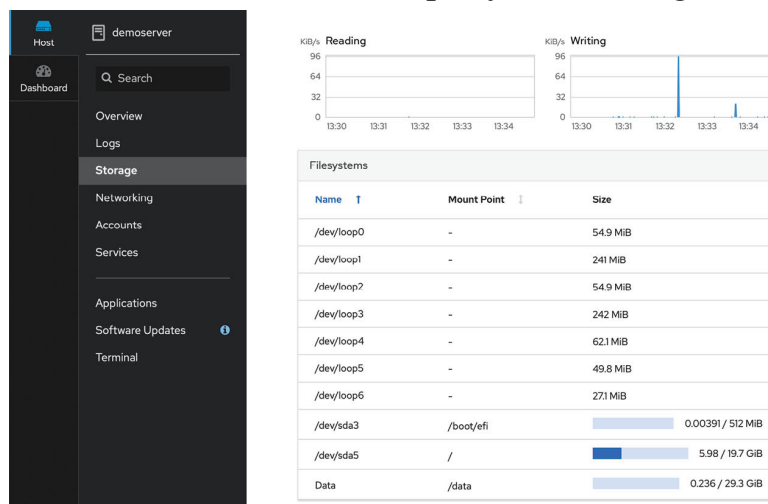 Host
demoserver
Dashboard
Search
Overview
Logs
Storage
Networking
Accounts
Services
Applications
Software Updates
Terminal
KiB/s Reading
96
64
32
0
13:30 13:31 13:32 13:33 13:34
KiB/s Writing
96
64
32
0
13:30 13:31 13:32 13:33 13:34
Filesystems
Name Mount Point Size
/dev/loop0 - 54.9 MiB
/dev/loop1 - 241 MiB
/dev/loop2 - 54.9 MiB
/dev/loop3 - 242 MiB
/dev/loop4 - 62.1 MiB
/dev/loop5 - 49.8 MiB
/dev/loop6 - 27.1 MiB
/dev/sda3 /boot/efi 0.00391 / 512 MiB
/dev/sda5 / 5.98 / 19.7 GiB
Data /data 0.236 / 29.3 GiB